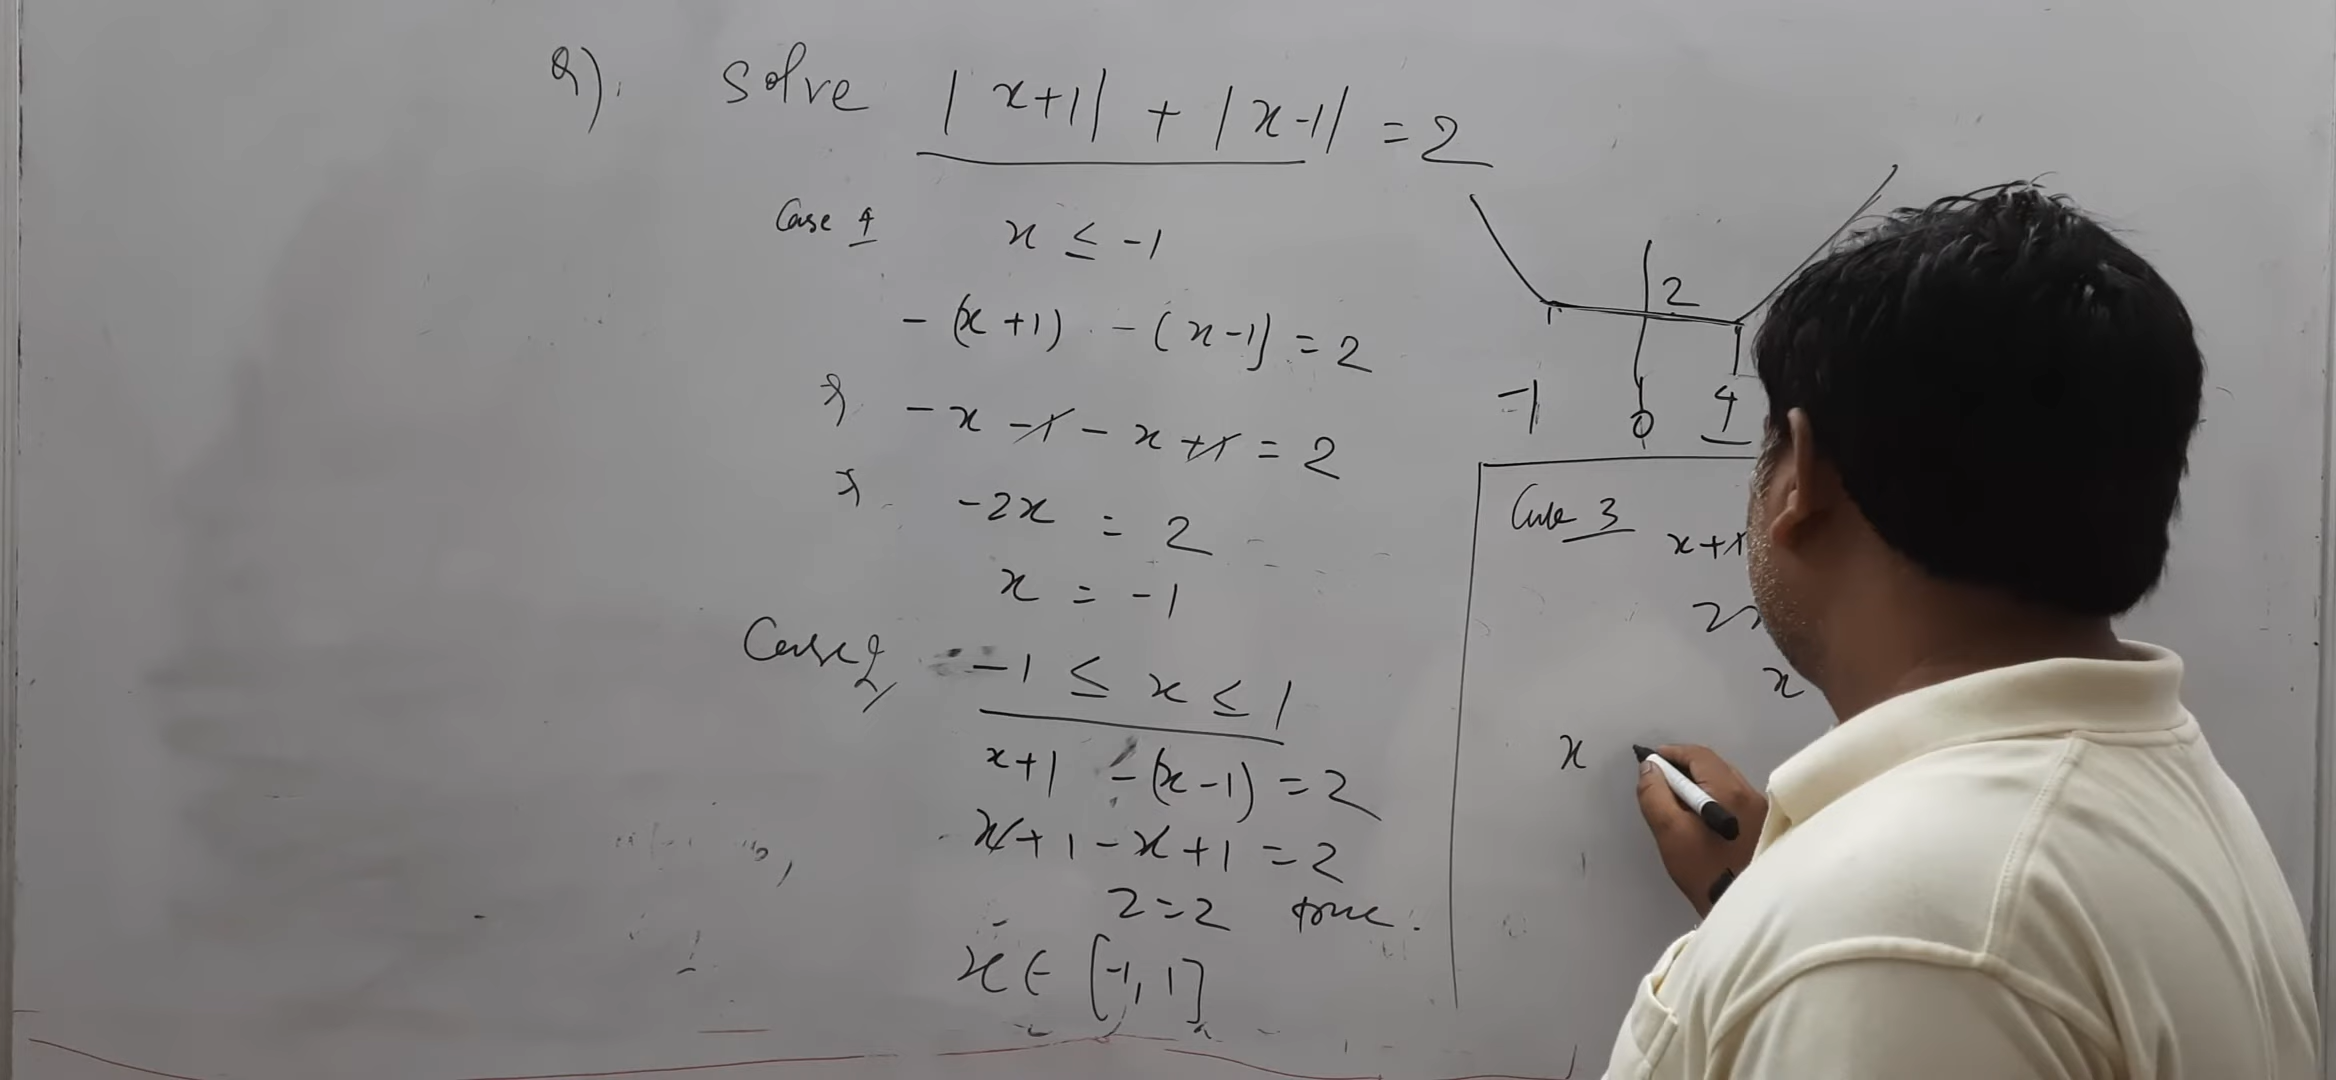 Q). Solve |x+1| + |x-1| = 2
Case 1 x ≤ -1
-(x+1) -(x-1) = 2
⇒ -x -1 - x +1 = 2
⇒ -2x = 2
x = -1
Case 2 -1 ≤ x ≤ 1
x+1 -(x-1) = 2
x+1-x+1 = 2
2=2 true.
x ∈ [-1, 1]
2
-1 0 1
Case 3
x+1
2x
x
x